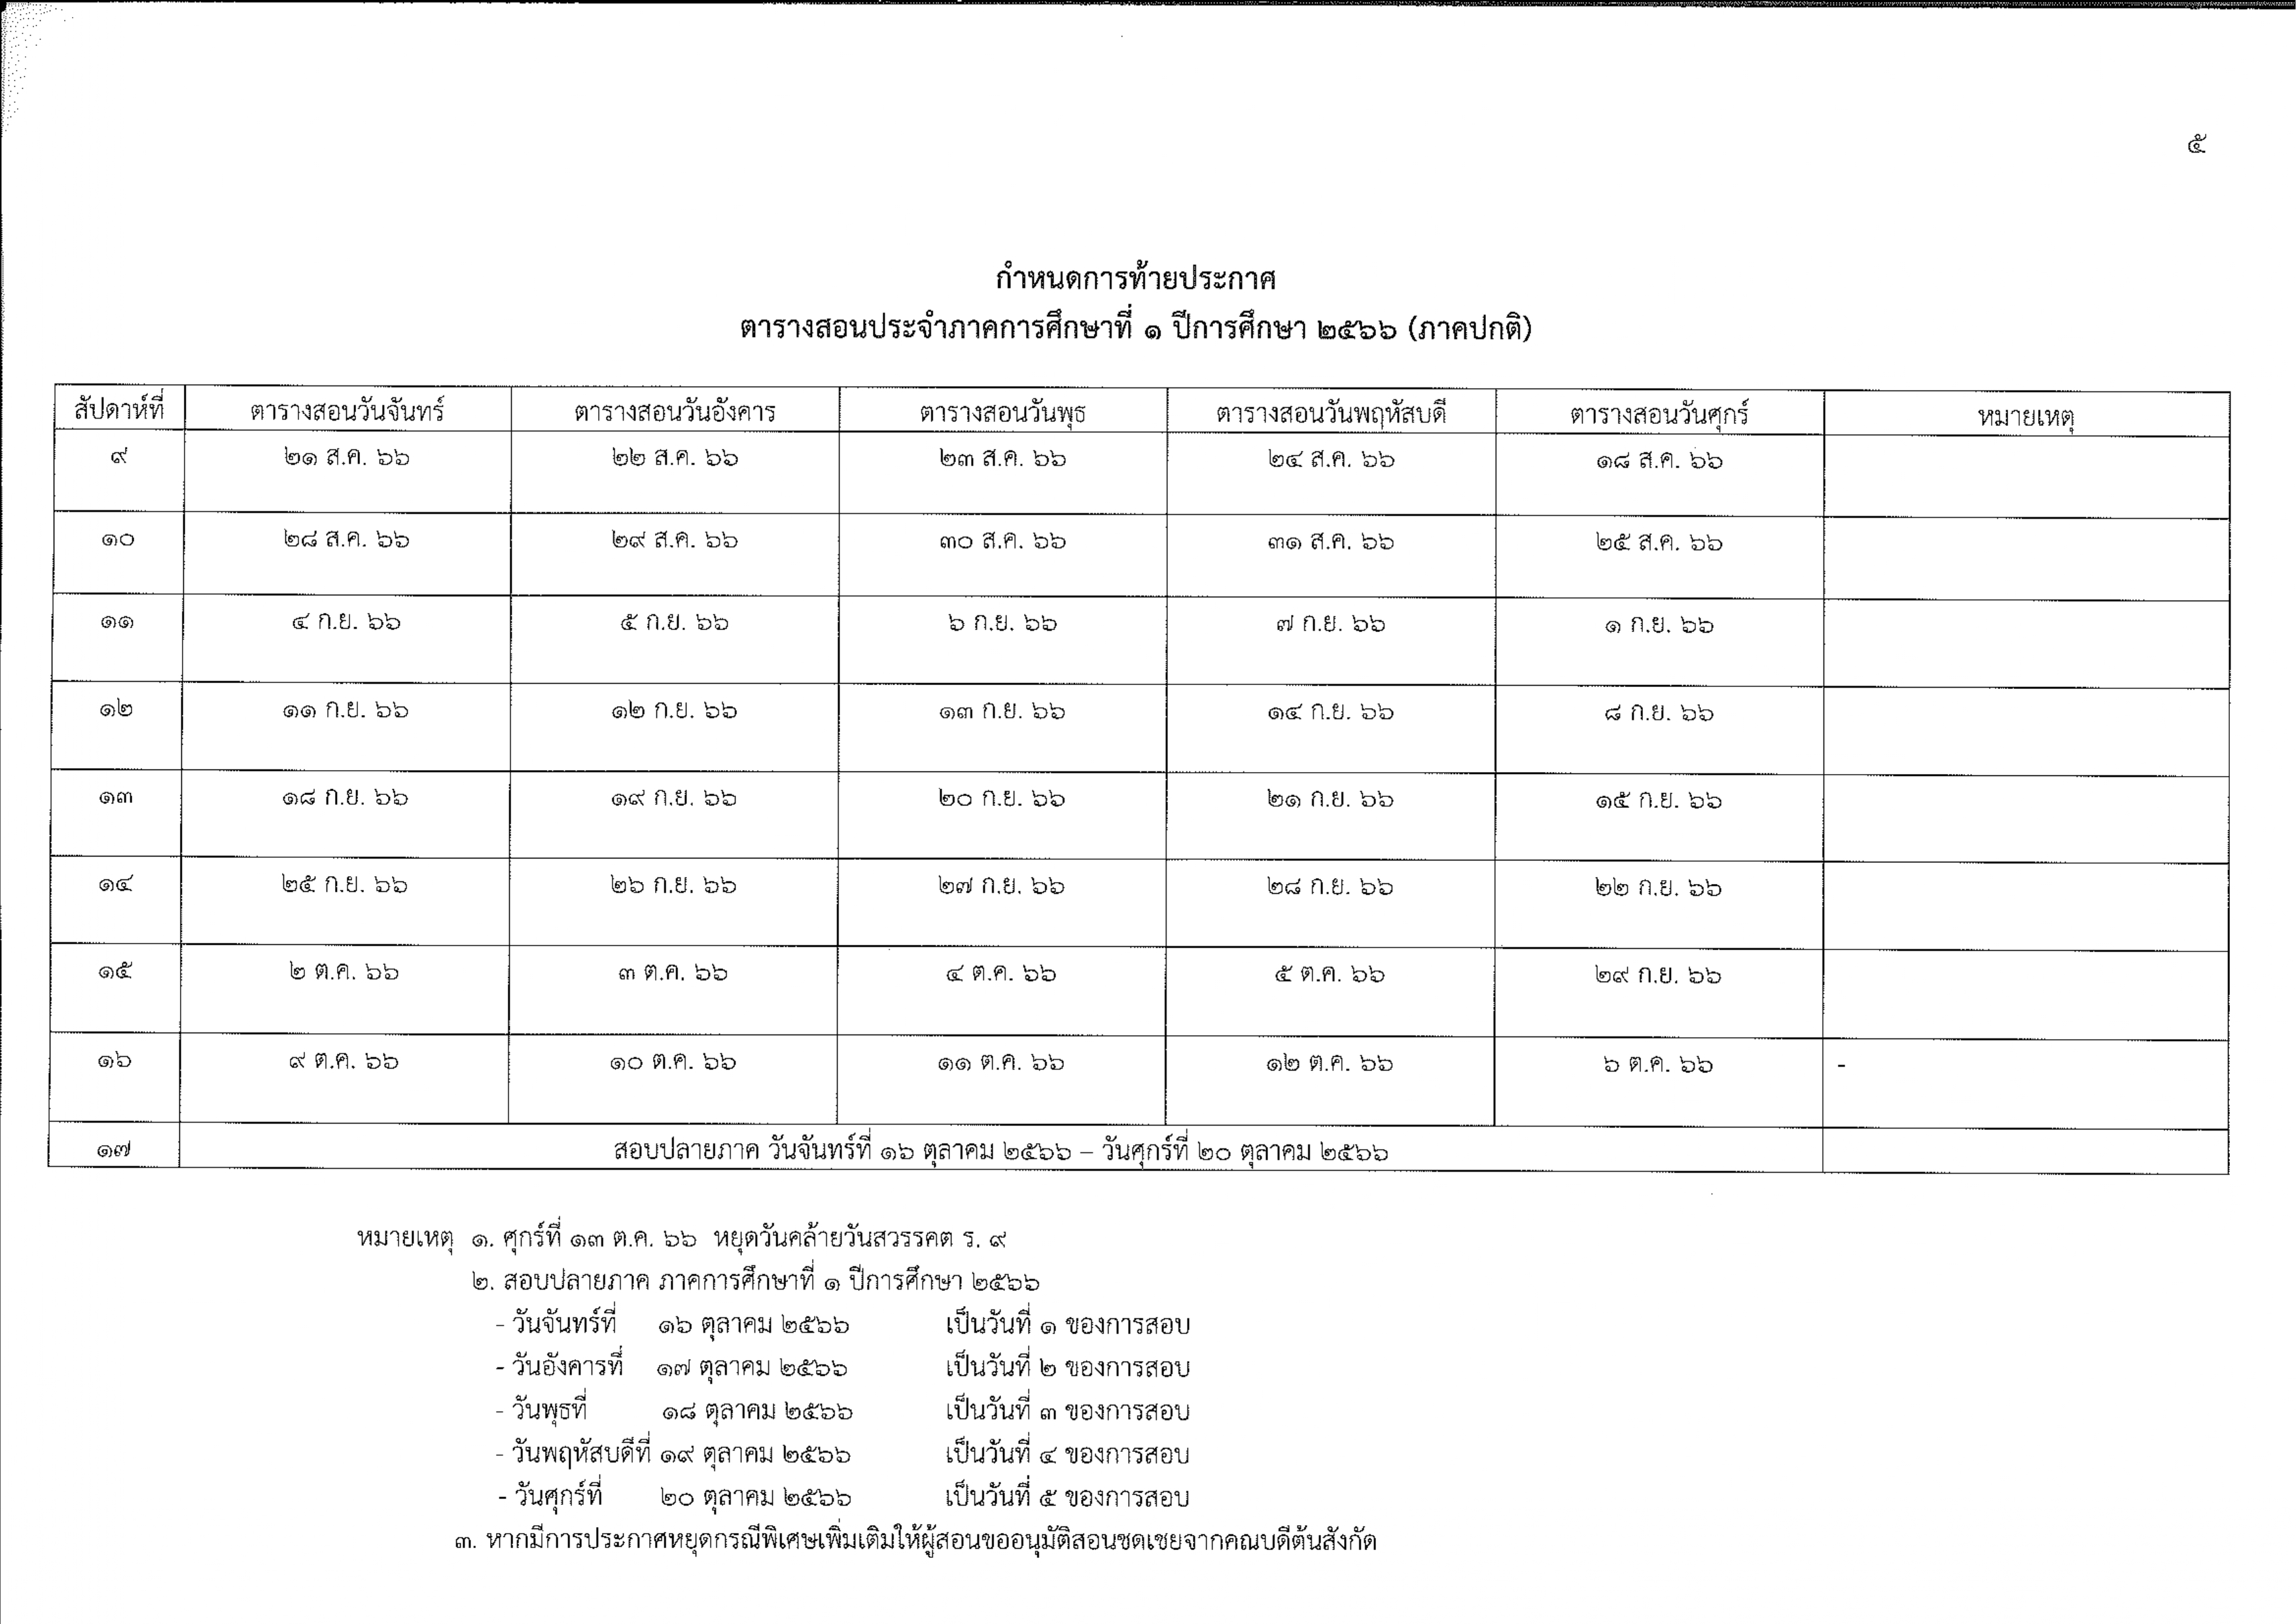 ๕
กำหนดการท้ายประกาศ
ตารางสอนประจำภาคการศึกษาที่ ๑ ปีการศึกษา ๒๕๖๖ (ภาคปกติ)
สัปดาห์ที่ ตารางสอนวันจันทร์ ตารางสอนวันอังคาร ตารางสอนวันพุธ ตารางสอนวันพฤหัสบดี ตารางสอนวันศุกร์ หมายเหตุ
๙ ๒๑ ส.ค. ๖๖ ๒๒ ส.ค. ๖๖ ๒๓ ส.ค. ๖๖ ๒๔ ส.ค. ๖๖ ๑๘ ส.ค. ๖๖
๑๐ ๒๘ ส.ค. ๖๖ ๒๙ ส.ค. ๖๖ ๓๐ ส.ค. ๖๖ ๓๑ ส.ค. ๖๖ ๒๕ ส.ค. ๖๖
๑๑ ๔ ก.ย. ๖๖ ๕ ก.ย. ๖๖ ๖ ก.ย. ๖๖ ๗ ก.ย. ๖๖ ๑ ก.ย. ๖๖
๑๒ ๑๑ ก.ย. ๖๖ ๑๒ ก.ย. ๖๖ ๑๓ ก.ย. ๖๖ ๑๔ ก.ย. ๖๖ ๘ ก.ย. ๖๖
๑๓ ๑๘ ก.ย. ๖๖ ๑๙ ก.ย. ๖๖ ๒๐ ก.ย. ๖๖ ๒๑ ก.ย. ๖๖ ๑๕ ก.ย. ๖๖
๑๔ ๒๕ ก.ย. ๖๖ ๒๖ ก.ย. ๖๖ ๒๗ ก.ย. ๖๖ ๒๘ ก.ย. ๖๖ ๒๒ ก.ย. ๖๖
๑๕ ๒ ต.ค. ๖๖ ๓ ต.ค. ๖๖ ๔ ต.ค. ๖๖ ๕ ต.ค. ๖๖ ๒๙ ก.ย. ๖๖
๑๖ ๙ ต.ค. ๖๖ ๑๐ ต.ค. ๖๖ ๑๑ ต.ค. ๖๖ ๑๒ ต.ค. ๖๖ ๖ ต.ค. ๖๖ -
๑๗ สอบปลายภาค วันจันทร์ที่ ๑๖ ตุลาคม ๒๕๖๖ – วันศุกร์ที่ ๒๐ ตุลาคม ๒๕๖๖
หมายเหตุ ๑. ศุกร์ที่ ๑๓ ต.ค. ๖๖ หยุดวันคล้ายวันสวรรคต ร. ๙
๒. สอบปลายภาค ภาคการศึกษาที่ ๑ ปีการศึกษา ๒๕๖๖
- วันจันทร์ที่ ๑๖ ตุลาคม ๒๕๖๖ เป็นวันที่ ๑ ของการสอบ
- วันอังคารที่ ๑๗ ตุลาคม ๒๕๖๖ เป็นวันที่ ๒ ของการสอบ
- วันพุธที่ ๑๘ ตุลาคม ๒๕๖๖ เป็นวันที่ ๓ ของการสอบ
- วันพฤหัสบดีที่ ๑๙ ตุลาคม ๒๕๖๖ เป็นวันที่ ๔ ของการสอบ
- วันศุกร์ที่ ๒๐ ตุลาคม ๒๕๖๖ เป็นวันที่ ๕ ของการสอบ
๓. หากมีการประกาศหยุดกรณีพิเศษเพิ่มเติมให้ผู้สอนขออนุมัติสอนชดเชยจากคณบดีต้นสังกัด